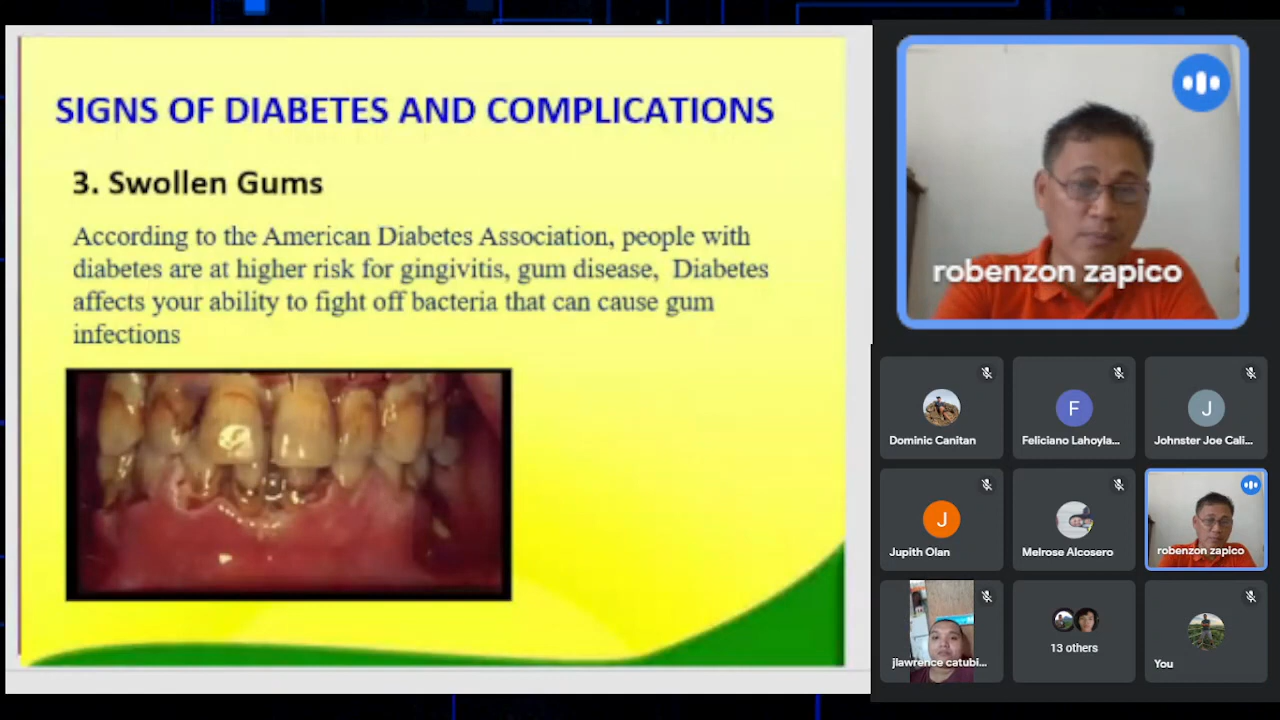 SIGNS OF DIABETES AND COMPLICATIONS
3. Swollen Gums
According to the American Diabetes Association, people with
diabetes are at higher risk for gingivitis, gum disease, Diabetes
affects your ability to fight off bacteria that can cause gum
infections
robenzon zapico
Dominic Canitan
F
Feliciano Lahoyla...
J
Johnster Joe Cali...
J
Jupith Olan
Melrose Alcosero
robenzon zapico
jlawrence catubi...
13 others
You